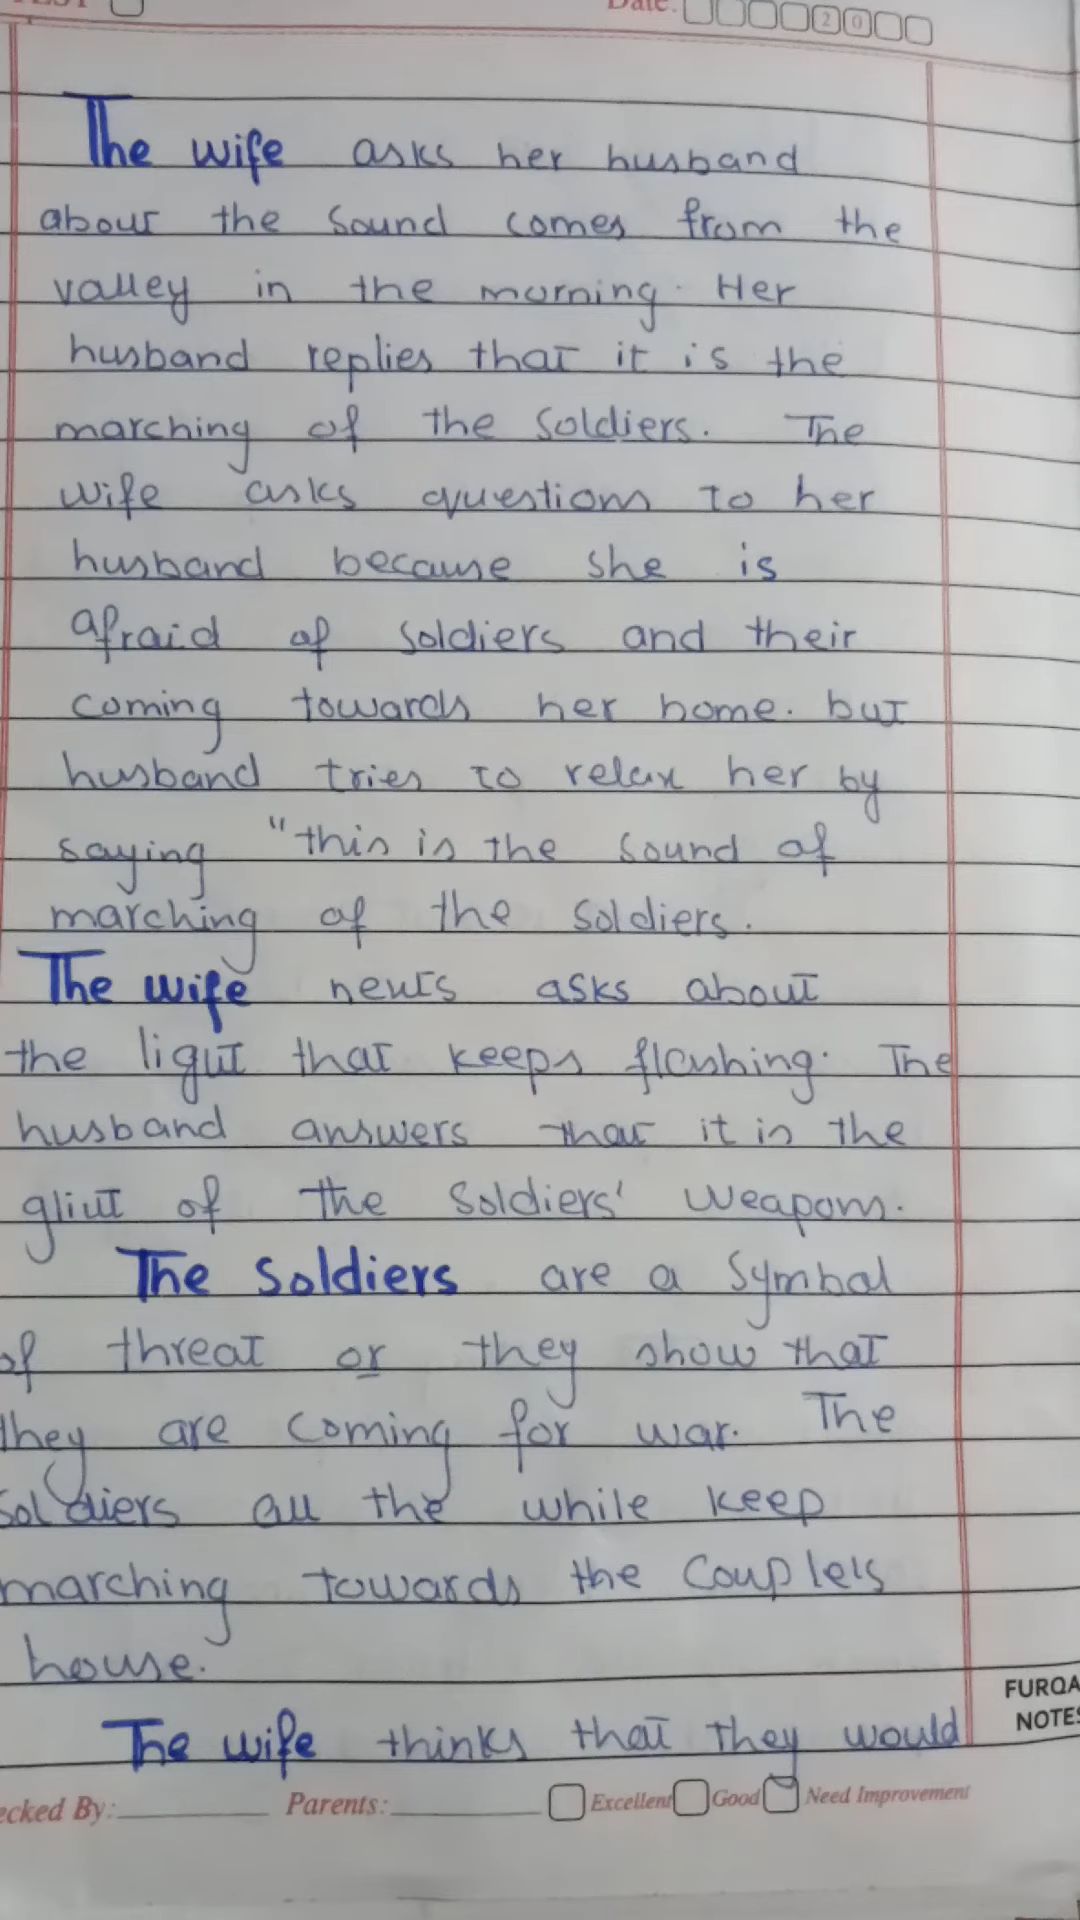 Date:
20
The wife asks her husband
about the sound comes from the
valley in the morning. Her
husband replies that it is the
marching of the soldiers. The
wife asks questions to her
husband because she is
afraid of soldiers and their
coming towards her home. but
husband tries to relax her by
saying "this is the sound of
marching of the soldiers.
The wife asks about
the light that keeps flashing. The
husband answers that it is the
glint of the soldiers' weapons.
The soldiers are a symbol
of threat or they show that
they are coming for war. The
soldiers all the while keep
marching towards the couple's
house.
The wife thinks that they would
FURQA
NOTES
ecked By: Parents: Excellent Good Need Improvement